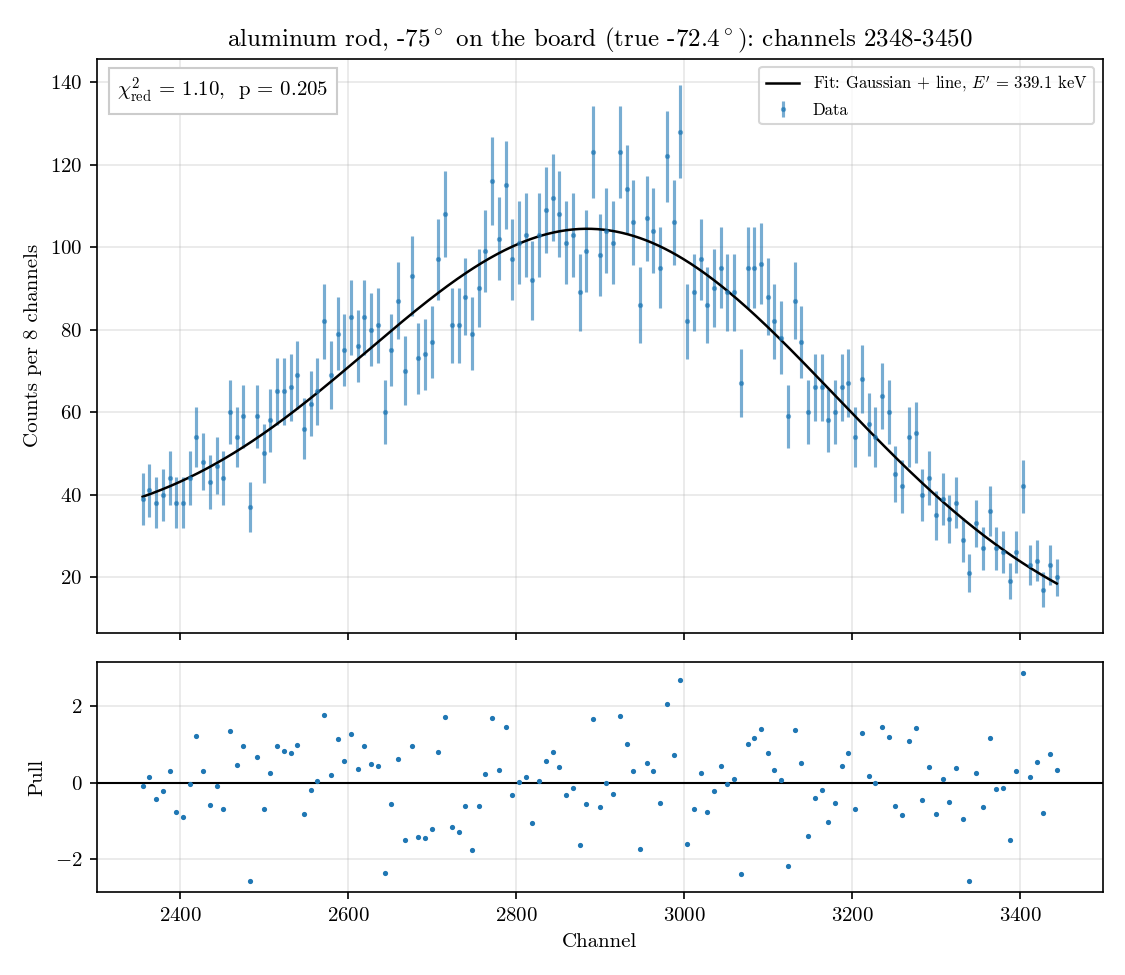 aluminum rod, -75° on the board (true -72.4°): channels 2348-3450
χ²red = 1.10, p = 0.205
Fit: Gaussian + line, E′ = 339.1 keV
Data
Counts per 8 channels
140
120
100
80
60
40
20
Pull
2
0
−2
2400 2600 2800 3000 3200 3400
Channel